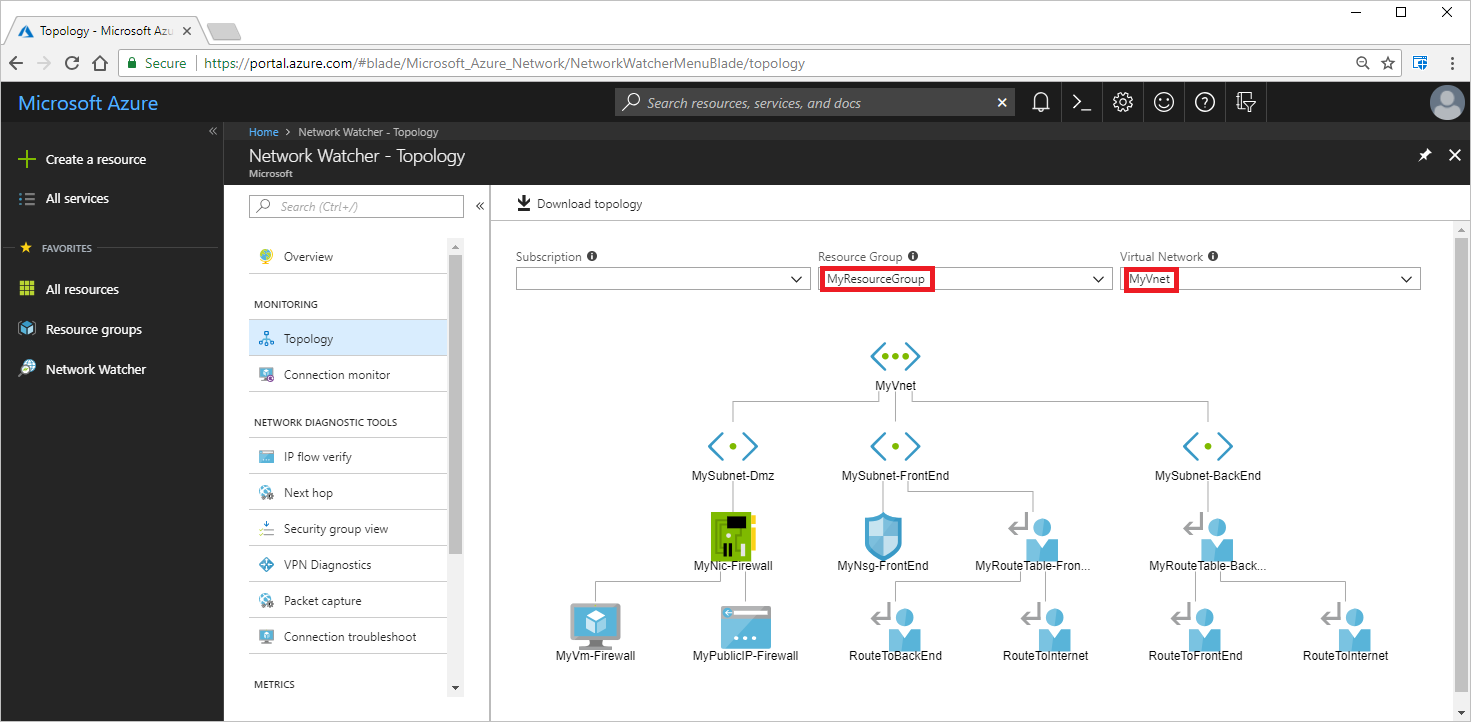 Topology - Microsoft Azu
Secure https://portal.azure.com/#blade/Microsoft_Azure_Network/NetworkWatcherMenuBlade/topology
Microsoft Azure
Search resources, services, and docs
Create a resource
All services
FAVORITES
All resources
Resource groups
Network Watcher
Home > Network Watcher - Topology
Network Watcher - Topology
Microsoft
Search (Ctrl+/)
Overview
MONITORING
Topology
Connection monitor
NETWORK DIAGNOSTIC TOOLS
IP flow verify
Next hop
Security group view
VPN Diagnostics
Packet capture
Connection troubleshoot
METRICS
Download topology
Subscription
Resource Group
Virtual Network
MyResourceGroup
MyVnet
MyVnet
MySubnet-Dmz
MySubnet-FrontEnd
MySubnet-BackEnd
MyNic-Firewall
MyNsg-FrontEnd
MyRouteTable-Fron...
MyRouteTable-Back...
MyVm-Firewall
MyPublicIP-Firewall
RouteToBackEnd
RouteToInternet
RouteToFrontEnd
RouteToInternet